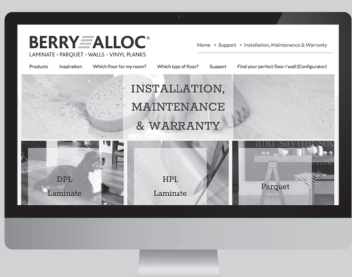 BERRY ALLOC®
LAMINATE • PARQUET • WALLS • VINYL PLANKS
Home > Support > Installation, Maintenance & Warranty
Products Inspiration Which floor for my room? Which type of floor? Support Find your perfect floor / wall (Configurator)
INSTALLATION,
MAINTENANCE
& WARRANTY
DPL
Laminate
HPL
Laminate
Parquet